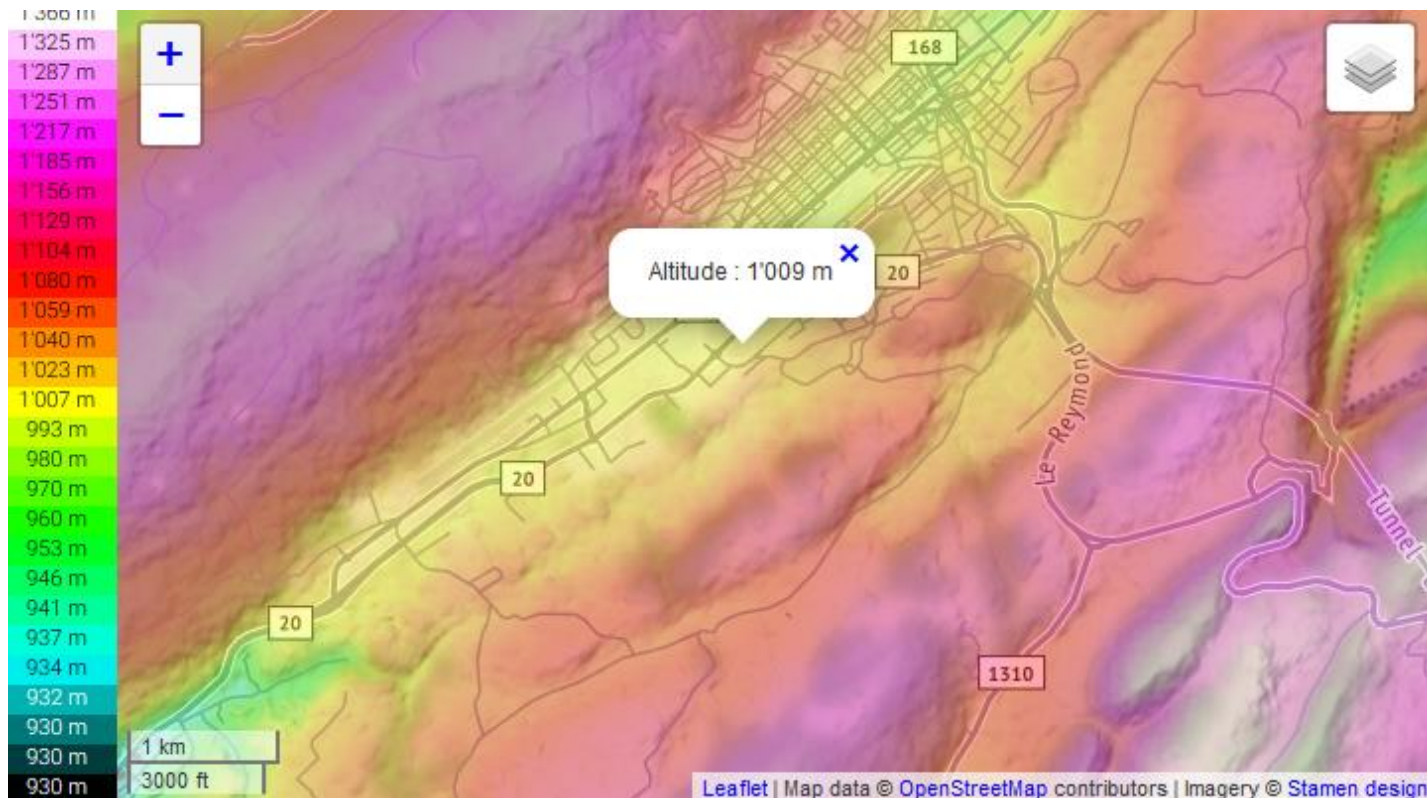 1'366 m
1'325 m
1'287 m
1'251 m
1'217 m
1'185 m
1'156 m
1'129 m
1'104 m
1'080 m
1'059 m
1'040 m
1'023 m
1'007 m
993 m
980 m
970 m
960 m
953 m
946 m
941 m
937 m
934 m
932 m
930 m
930 m
930 m
+
−
168
Altitude : 1'009 m ×
20
Le Reymond
20
Tunnel
20
1310
1 km
3000 ft
Leaflet | Map data © OpenStreetMap contributors | Imagery © Stamen design